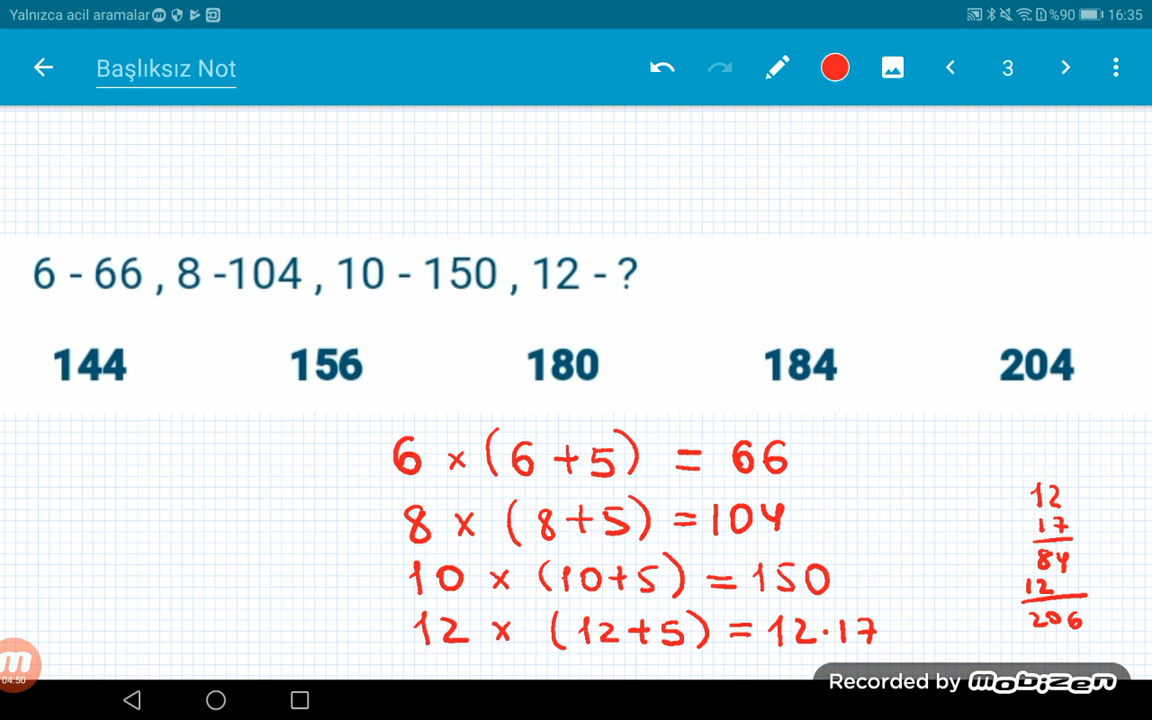 Yalnızca acil aramalar %90 16:35
Başlıksız Not 3
6 - 66 , 8 -104 , 10 - 150 , 12 - ?
144 156 180 184 204
6 × (6 + 5) = 66
8 × (8 + 5) = 104
10 × (10+5) = 150
12 × (12+5) = 12.17
12
17
84
12
206
04:50
Recorded by mobizen